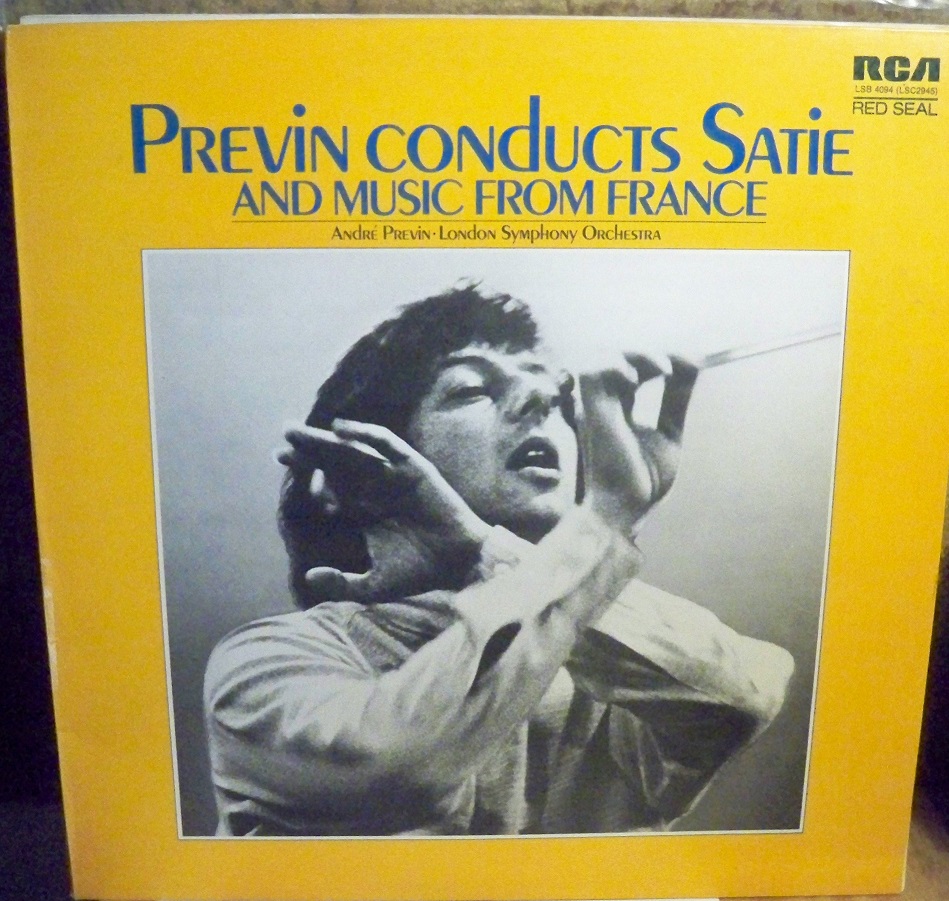 RCA
LSB 4094 (LSC2945)
RED SEAL
PREViN CONdUCTS SATiE
AND MUSIC FROM FRANCE
ANdRÉ PREViN · LONdON SYMPHONY ORCHESTRA